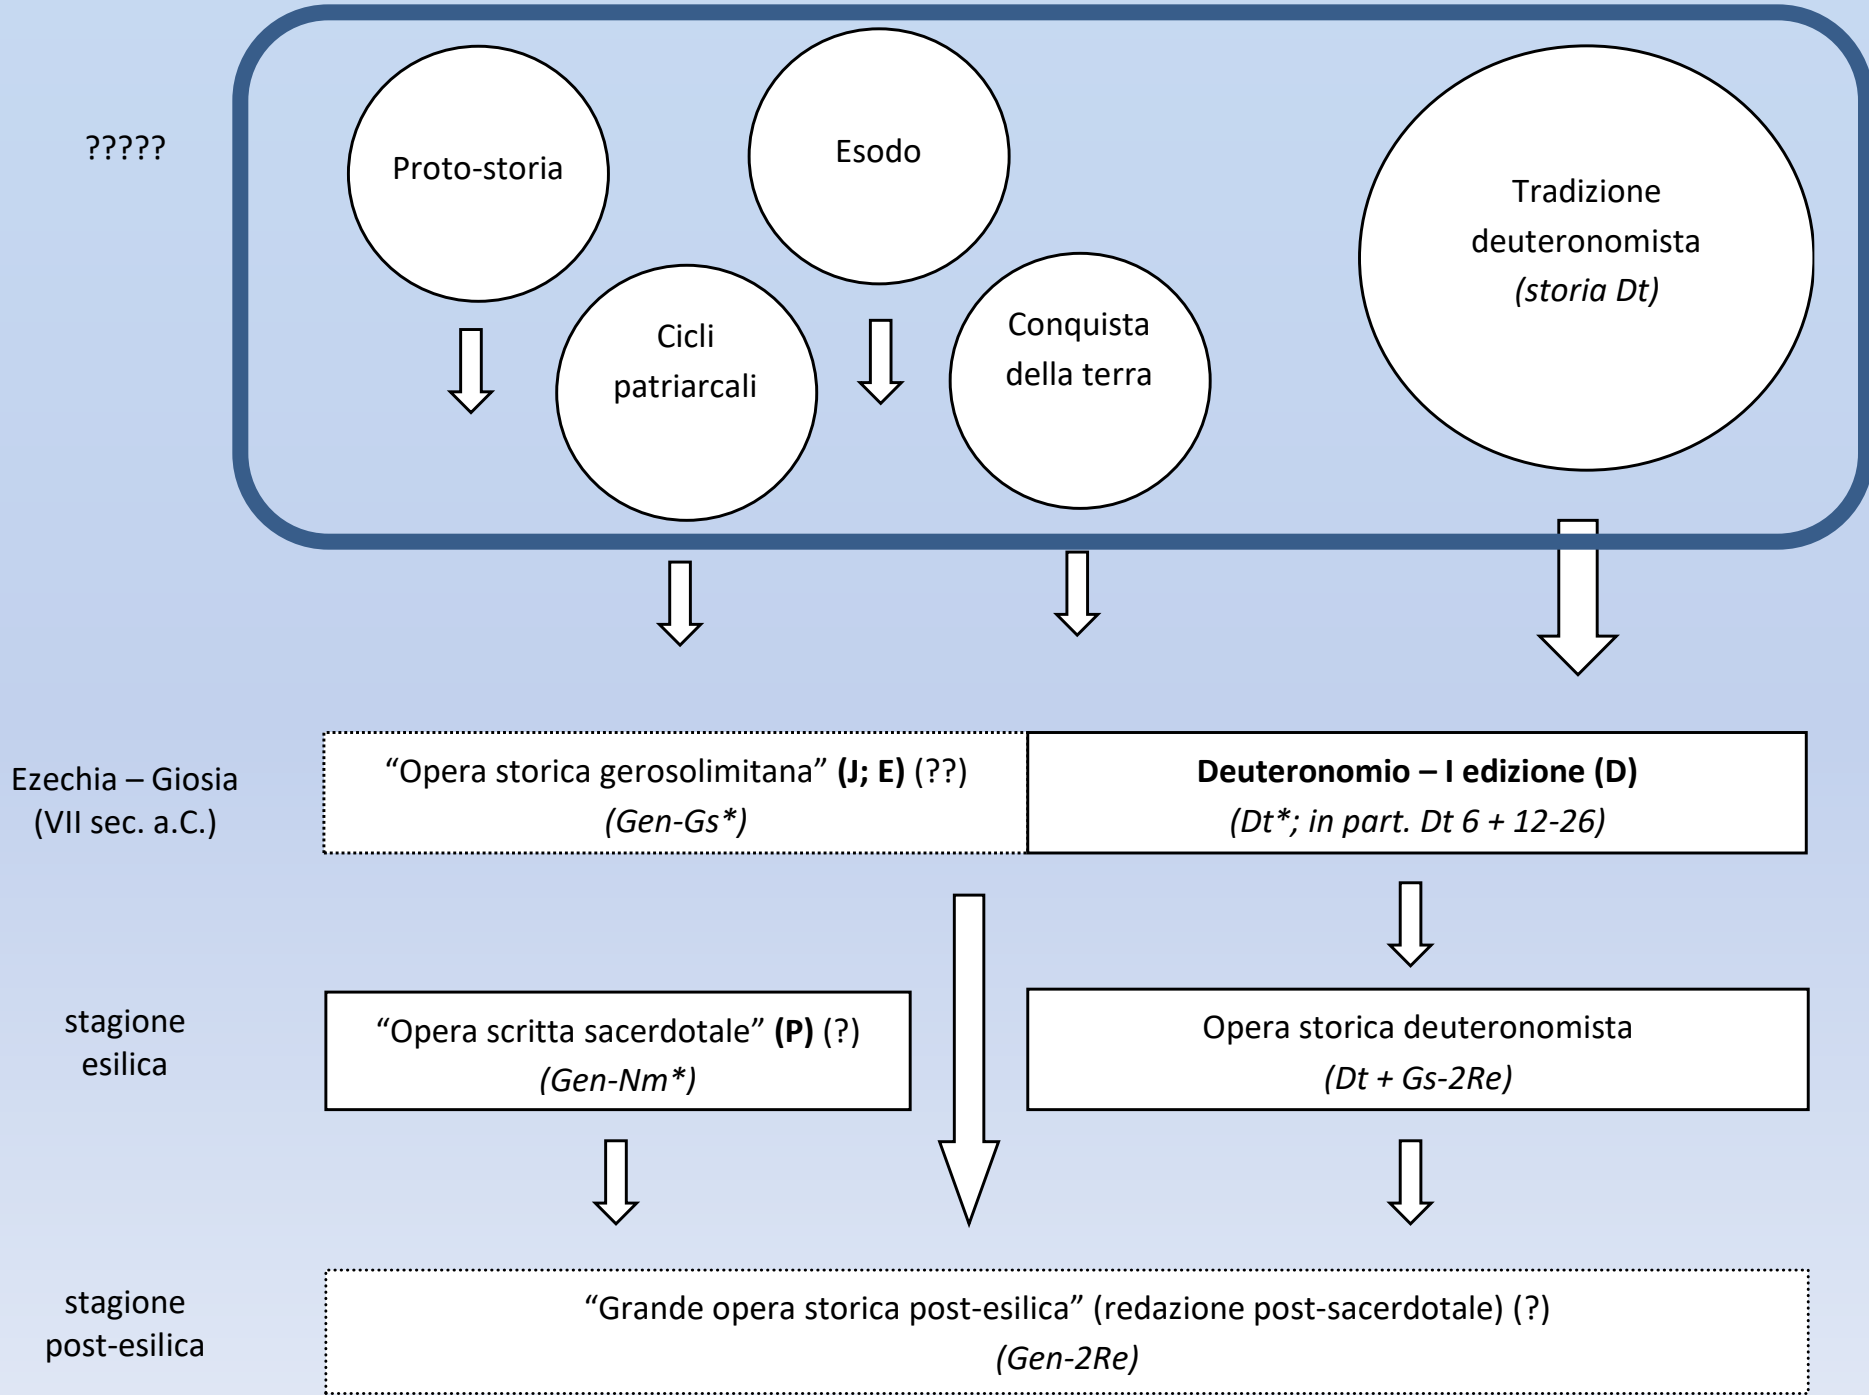 ?????
Proto-storia
Esodo
Cicli
patriarcali
Conquista
della terra
Tradizione
deuteronomista
(storia Dt)
Ezechia – Giosia
(VII sec. a.C.)
“Opera storica gerosolimitana” (J; E) (??)
(Gen-Gs*)
Deuteronomio – I edizione (D)
(Dt*; in part. Dt 6 + 12-26)
stagione
esilica
“Opera scritta sacerdotale” (P) (?)
(Gen-Nm*)
Opera storica deuteronomista
(Dt + Gs-2Re)
stagione
post-esilica
“Grande opera storica post-esilica” (redazione post-sacerdotale) (?)
(Gen-2Re)